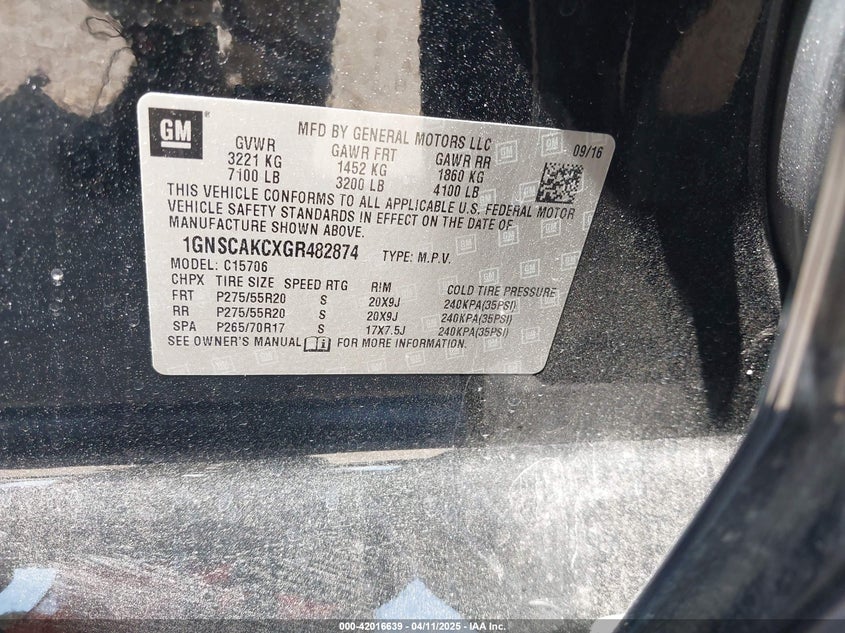 GM
MFD BY GENERAL MOTORS LLC
09/16
GVWR GAWR FRT GAWR RR
3221 KG 1452 KG 1860 KG
7100 LB 3200 LB 4100 LB
THIS VEHICLE CONFORMS TO ALL APPLICABLE U.S. FEDERAL MOTOR
VEHICLE SAFETY STANDARDS IN EFFECT ON THE DATE OF
MANUFACTURE SHOWN ABOVE.
1GNSCAKCXGR482874 TYPE: M.P.V.
MODEL: C15706
CHPX TIRE SIZE SPEED RTG RIM COLD TIRE PRESSURE
FRT P275/55R20 S 20X9J 240KPA(35PSI)
RR P275/55R20 S 20X9J 240KPA(35PSI)
SPA P265/70R17 S 17X7.5J 240KPA(35PSI)
SEE OWNER'S MANUAL FOR MORE INFORMATION.
000-42016639 - 04/11/2025 - IAA Inc.